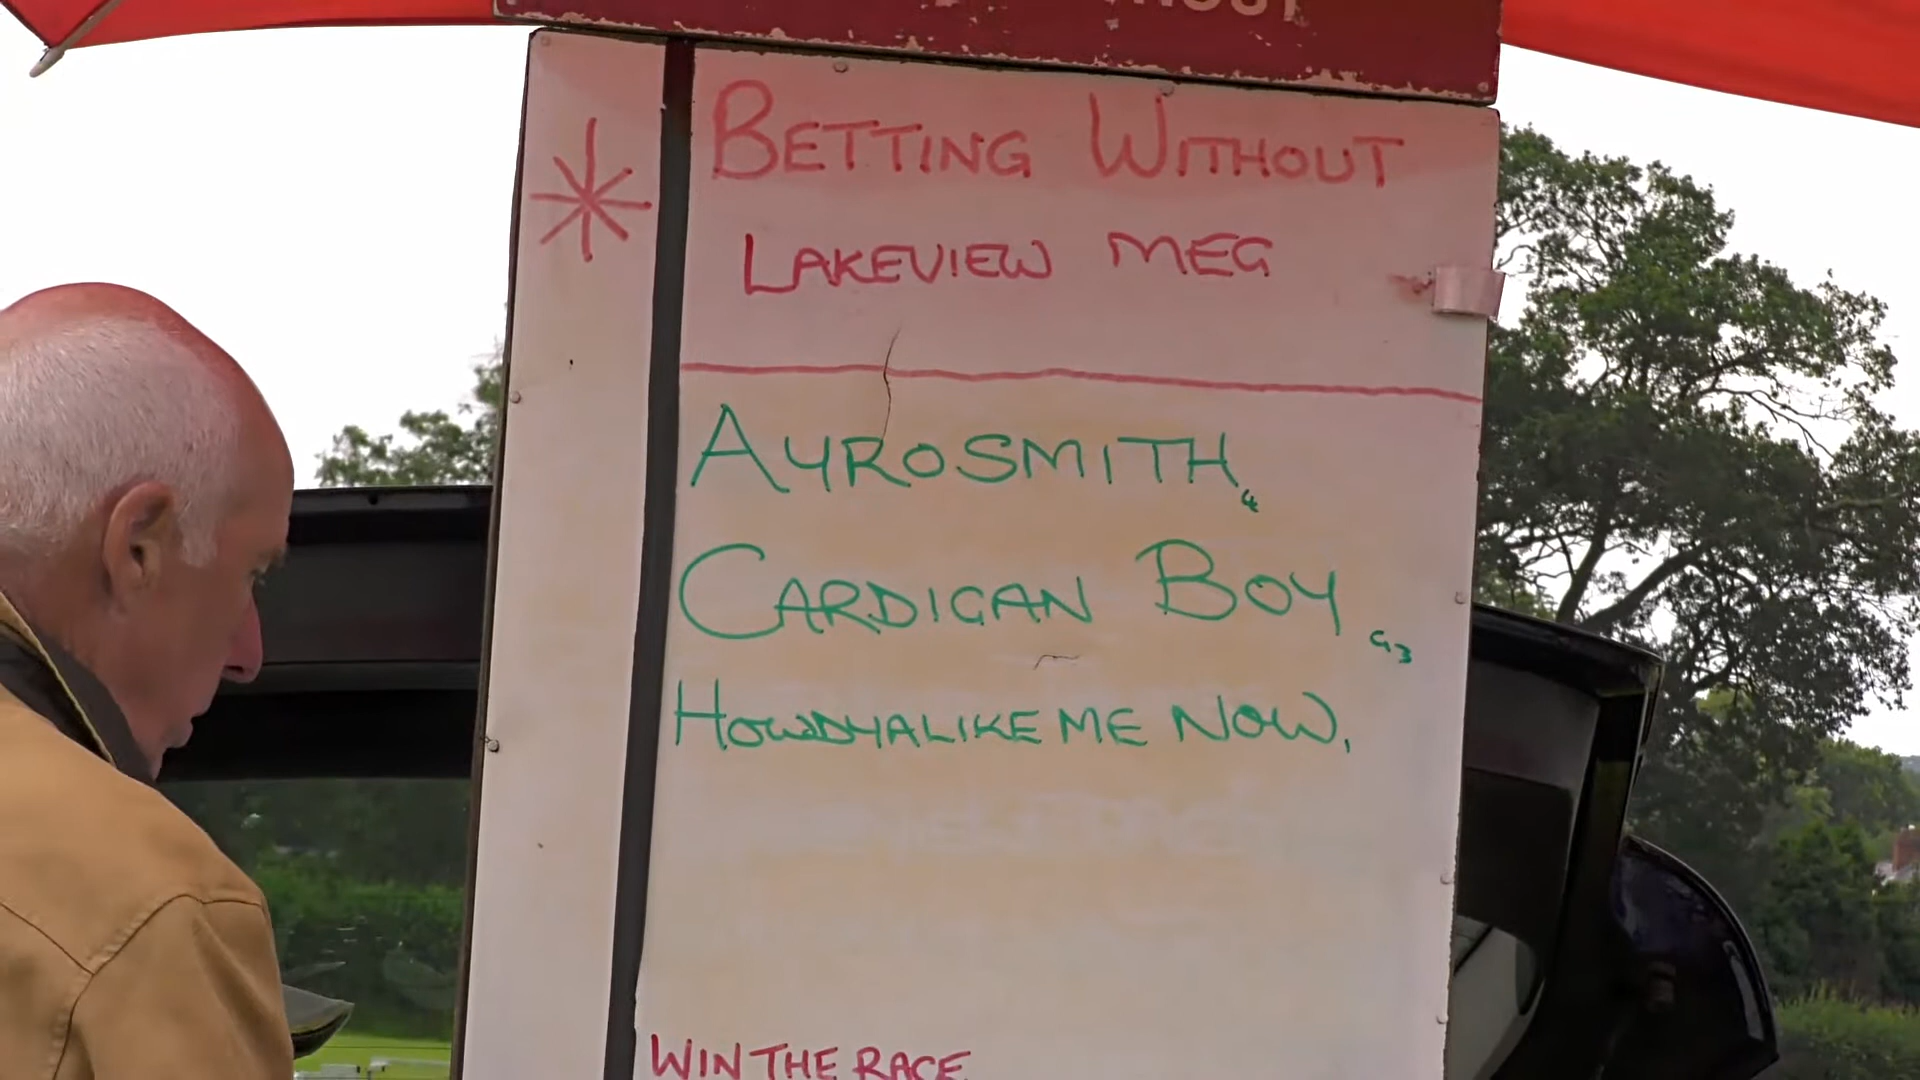 BETTING WITHOUT
LAKEVIEW MEG
AYROSMITH
CARDIGAN BOY
HOWDYALIKE ME NOW,
WIN THE RACE